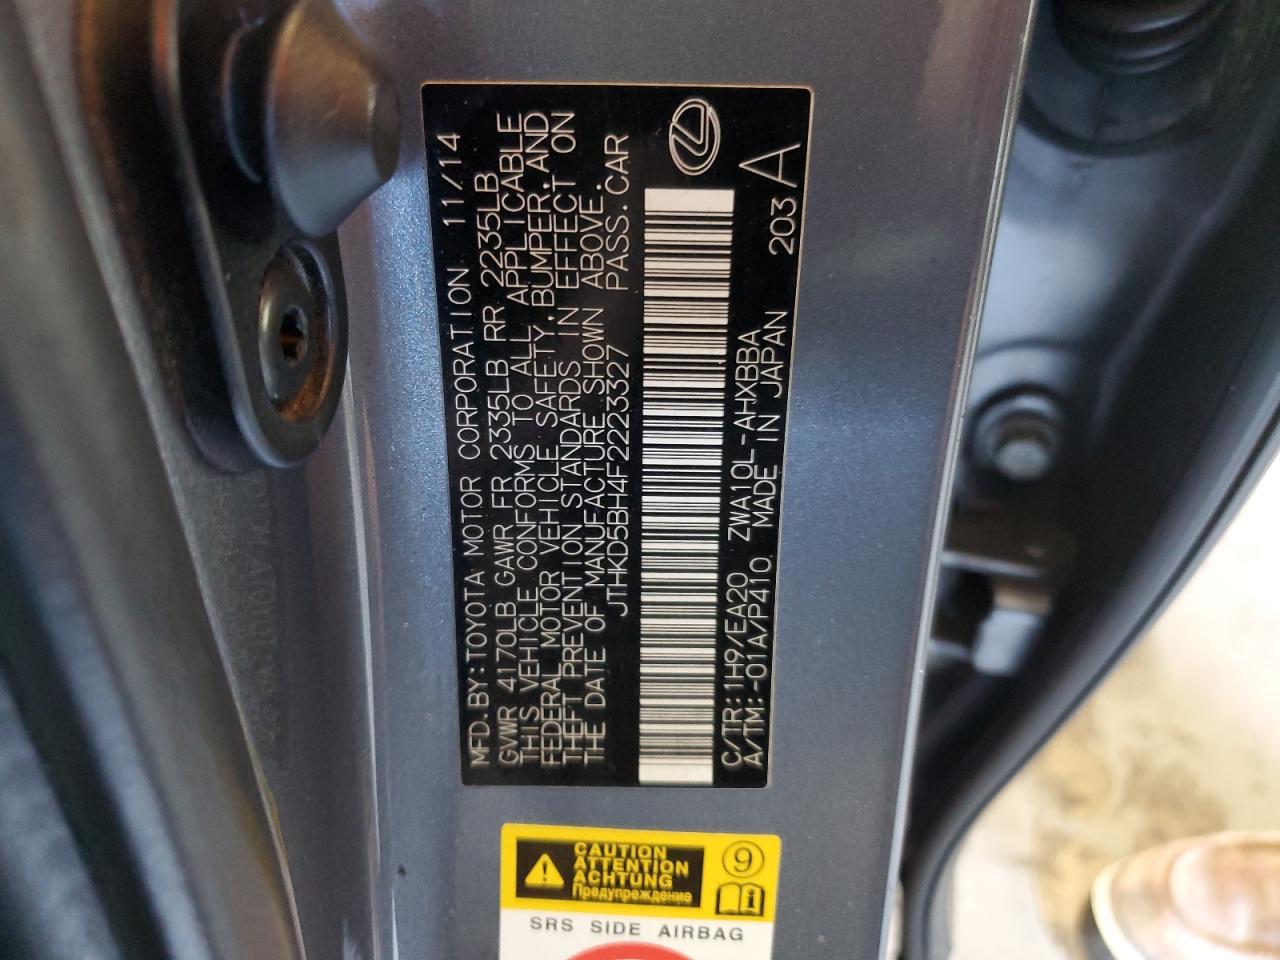 MFD. BY: TOYOTA MOTOR CORPORATION 11/14
GVWR 4170LB GAWR FR 2335LB RR 2235LB
THIS VEHICLE CONFORMS TO ALL APPLICABLE
FEDERAL MOTOR VEHICLE SAFETY, BUMPER, AND
THEFT PREVENTION STANDARDS IN EFFECT ON
THE DATE OF MANUFACTURE SHOWN ABOVE.
JTHKD5BH4F2223327 PASS. CAR
C/TR: 1H9/EA20 ZWA10L-AHXBBA
A/TM: -01A/P410 MADE IN JAPAN 203 A
CAUTION
ATTENTION
ACHTUNG
Предупреждение
9
SRS SIDE AIRBAG